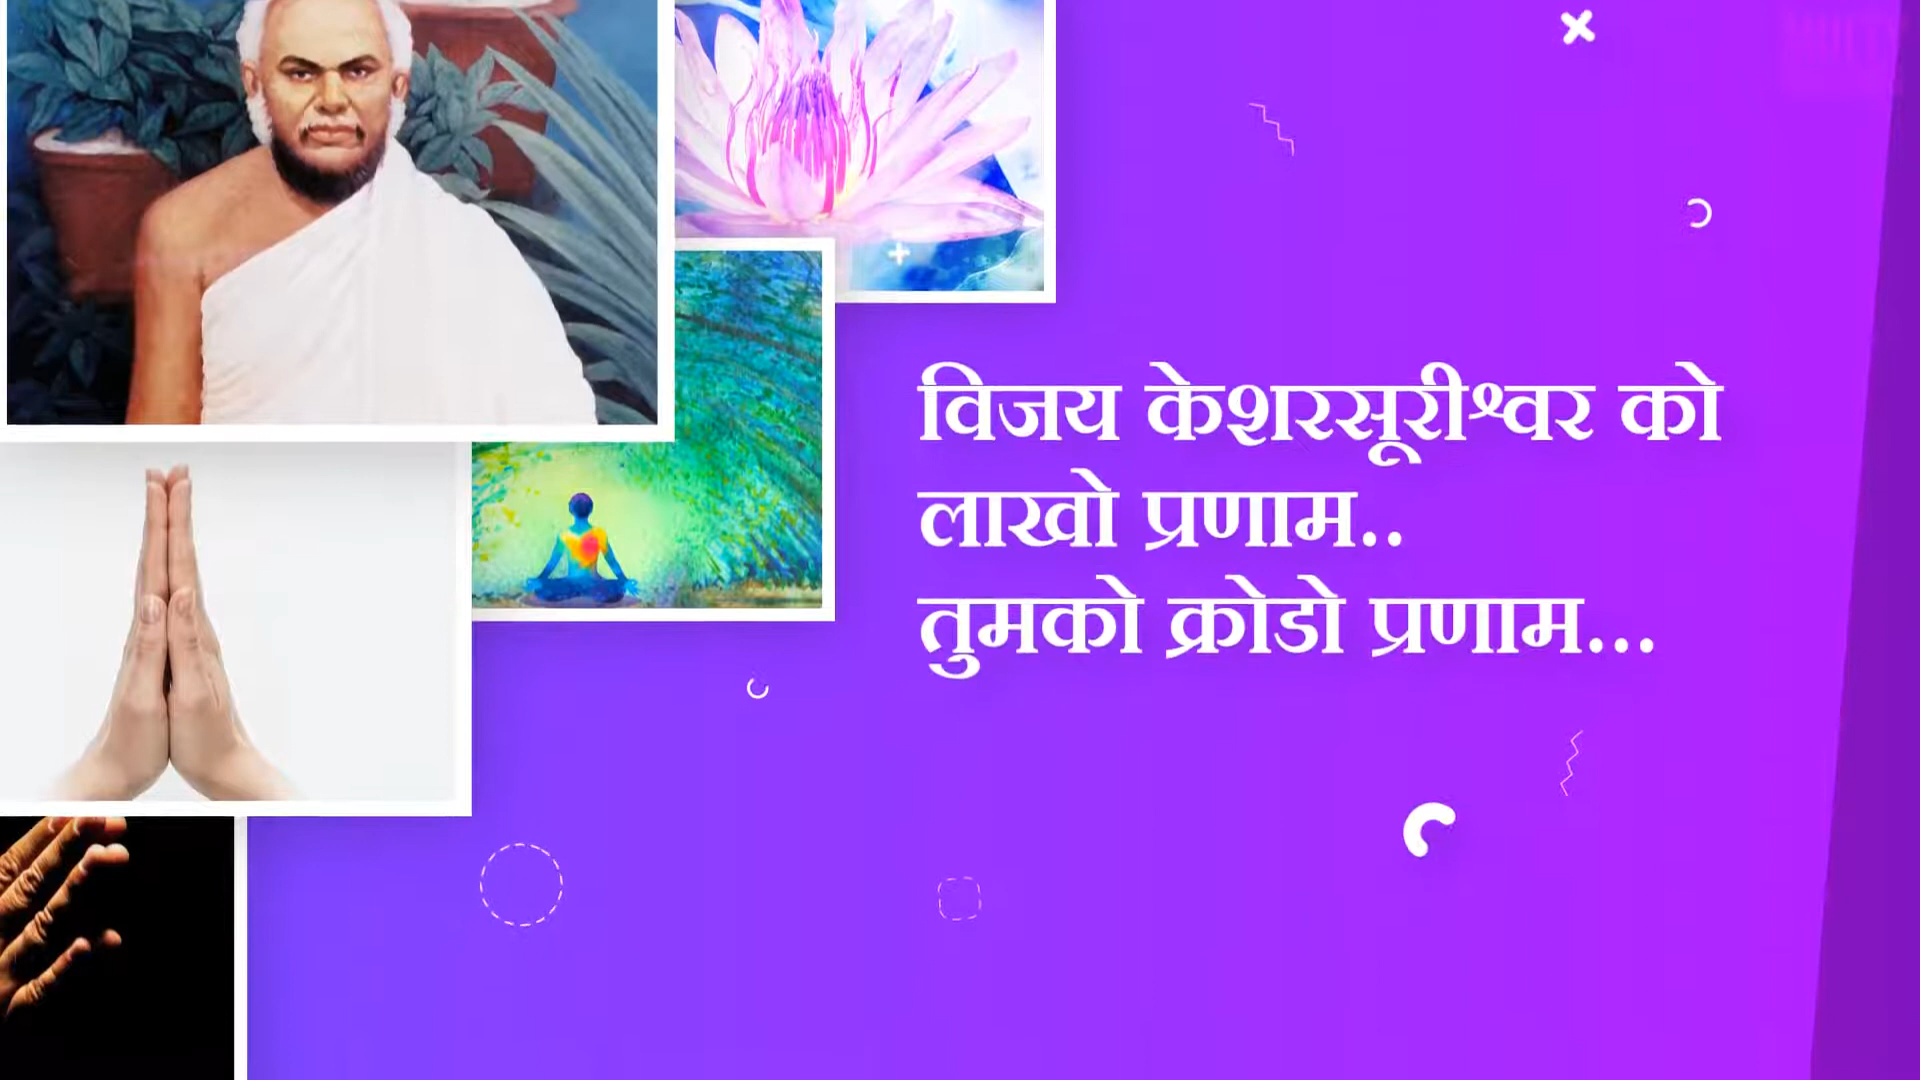 विजय केशरसूरीश्वर को
लाखो प्रणाम..
तुमको क्रोडो प्रणाम...